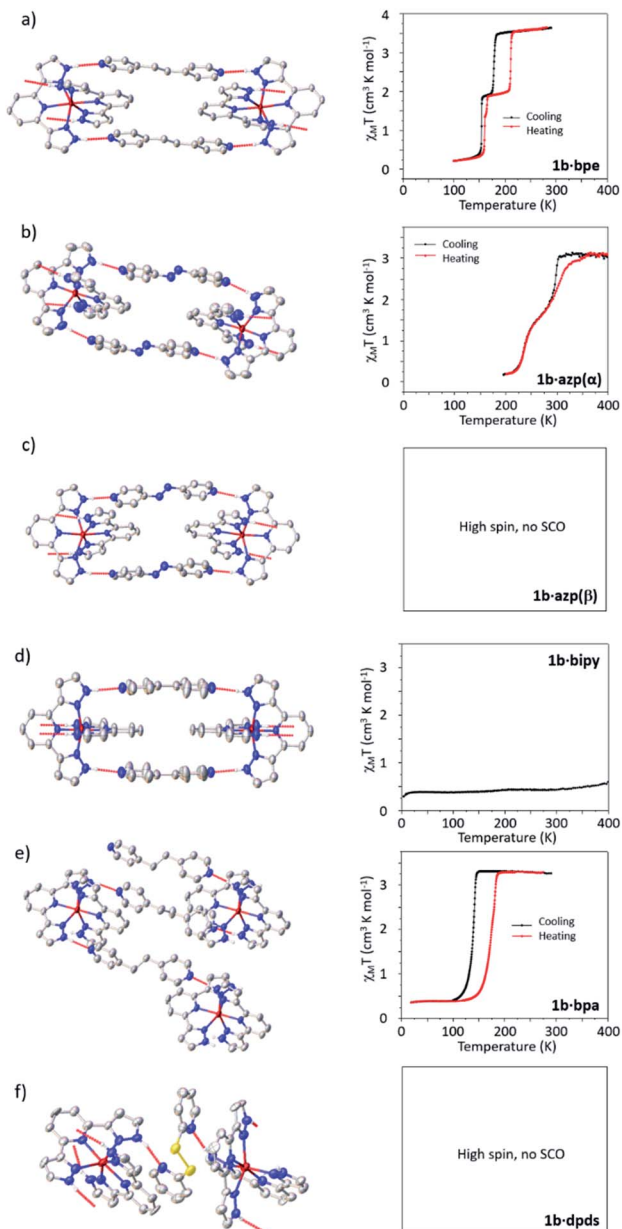 a)
χMT (cm³ K mol⁻¹)
4
3
2
1
0
Cooling
Heating
1b·bpe
0 100 200 300 400
Temperature (K)
b)
χMT (cm³ K mol⁻¹)
3
2
1
0
Cooling
Heating
1b·azp(α)
0 100 200 300 400
Temperature (K)
c)
High spin, no SCO
1b·azp(β)
d)
χMT (cm³ K mol⁻¹)
3
2
1
0
1b·bipy
0 100 200 300 400
Temperature (K)
e)
χMT (cm³ K mol⁻¹)
3
2
1
0
Cooling
Heating
1b·bpa
0 100 200 300 400
Temperature (K)
f)
High spin, no SCO
1b·dpds